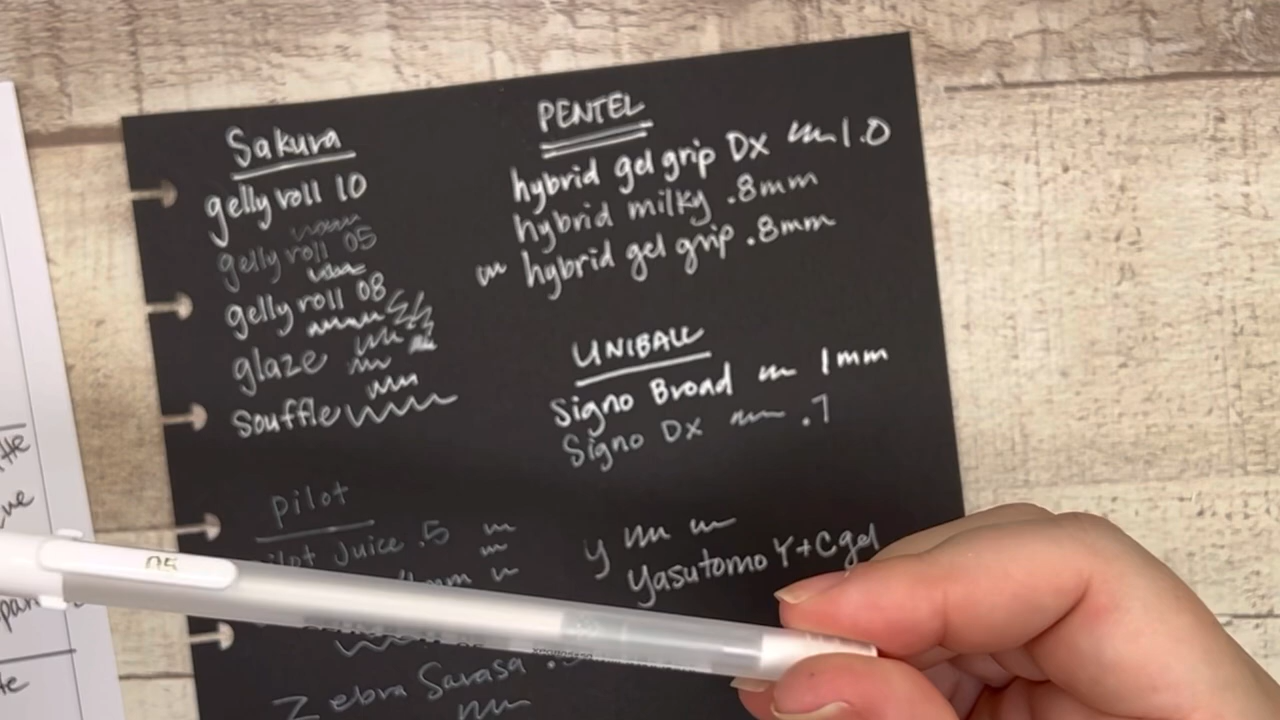 Sakura
gelly roll 10
gelly roll 05
gelly roll 08
glaze
Souffle
PENTEL
hybrid gel grip Dx 1.0
hybrid milky .8mm
hybrid gel grip .8mm
UNIBALL
Signo Broad 1mm
Signo Dx .7
Pilot
Juice .5
y
Yasutomo Y+C gel
Zebra Sarasa
05